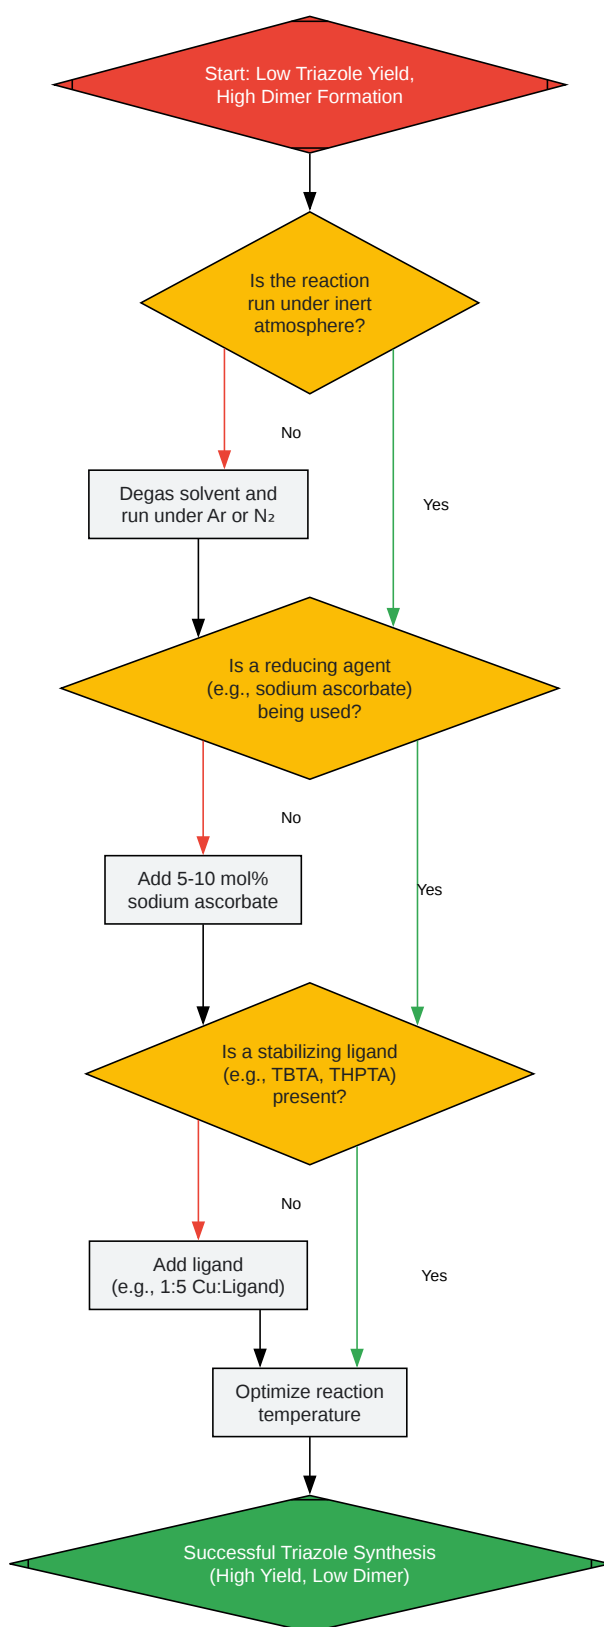 Start: Low Triazole Yield,
High Dimer Formation
Is the reaction
run under inert
atmosphere?
No
Degas solvent and
run under Ar or N₂
Yes
Is a reducing agent
(e.g., sodium ascorbate)
being used?
No
Add 5-10 mol%
sodium ascorbate
Yes
Is a stabilizing ligand
(e.g., TBTA, THPTA)
present?
No
Add ligand
(e.g., 1:5 Cu:Ligand)
Yes
Optimize reaction
temperature
Successful Triazole Synthesis
(High Yield, Low Dimer)